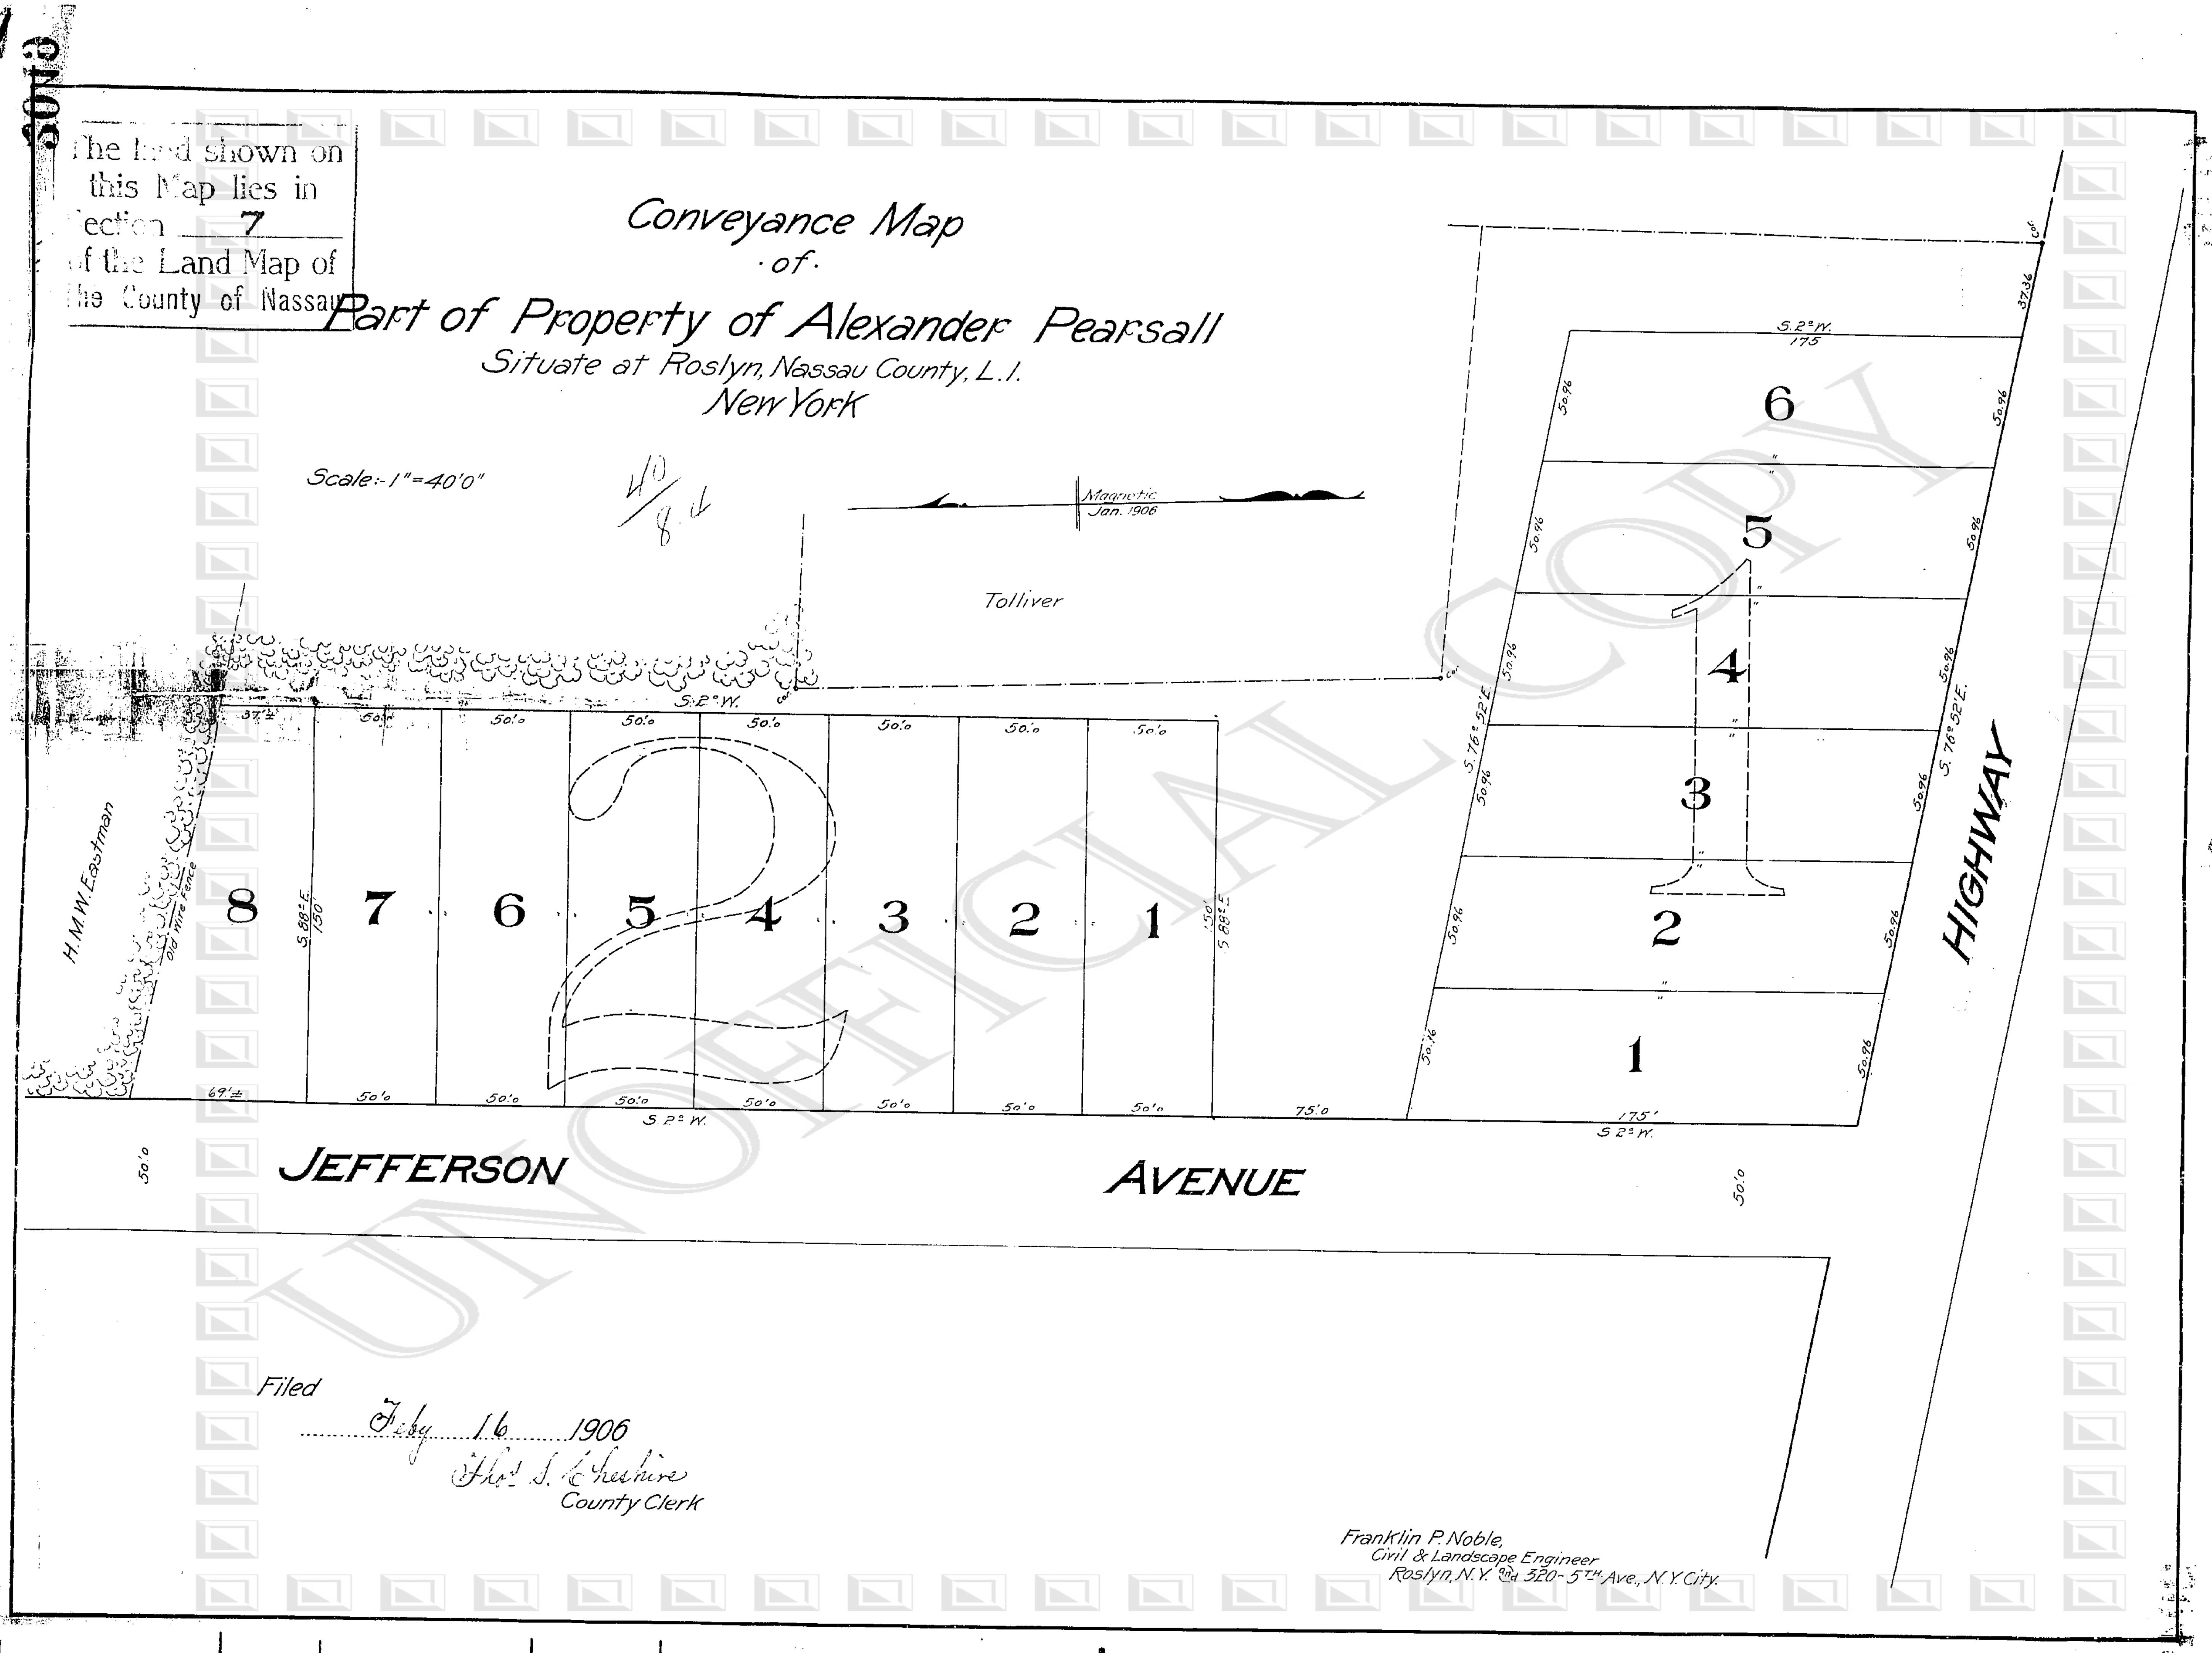 The land shown on
this Map lies in
Section 7
of the Land Map of
The County of Nassau
Conveyance Map
·of·
Part of Property of Alexander Pearsall
Situate at Roslyn, Nassau County, L.I.
New York
Scale:-1"=40'0"
40
8.4
Magnetic
Jan. 1906
Tolliver
Cor.
37.36
S. 2° W.
175
6
50.96
50.96
"
"
5
50.96
50.96
"
"
4
50.96
50.96
S. 76° 52' E.
S. 76° 52' E.
"
"
3
50.96
50.96
"
"
2
50.96
50.96
"
"
1
50.96
50.96
175'
S 2° W.
1
HIGHWAY
Cor.
Cor.
S. 2° W.
37.'±
50.'0
50.'0
50.'0
50.'0
50.'0
50.'0
50.'0
H.M.W. Eastman
Old Wire Fence
8
S. 88° E
150'
7
6
5
4
3
2
1
150'
S 88° E
2
69.'±
50'0
50.'0
50.'0
50'0
50.'0
50'0
50'0
75.'0
S. 2° W.
50.'0
JEFFERSON AVENUE
50.'0
Filed
Feby 16 1906
Thos. S. Cheshire
County Clerk
Franklin P. Noble,
Civil & Landscape Engineer
Roslyn, N.Y. and 320-5TH Ave., N.Y. City.
UNOFFICIAL COPY